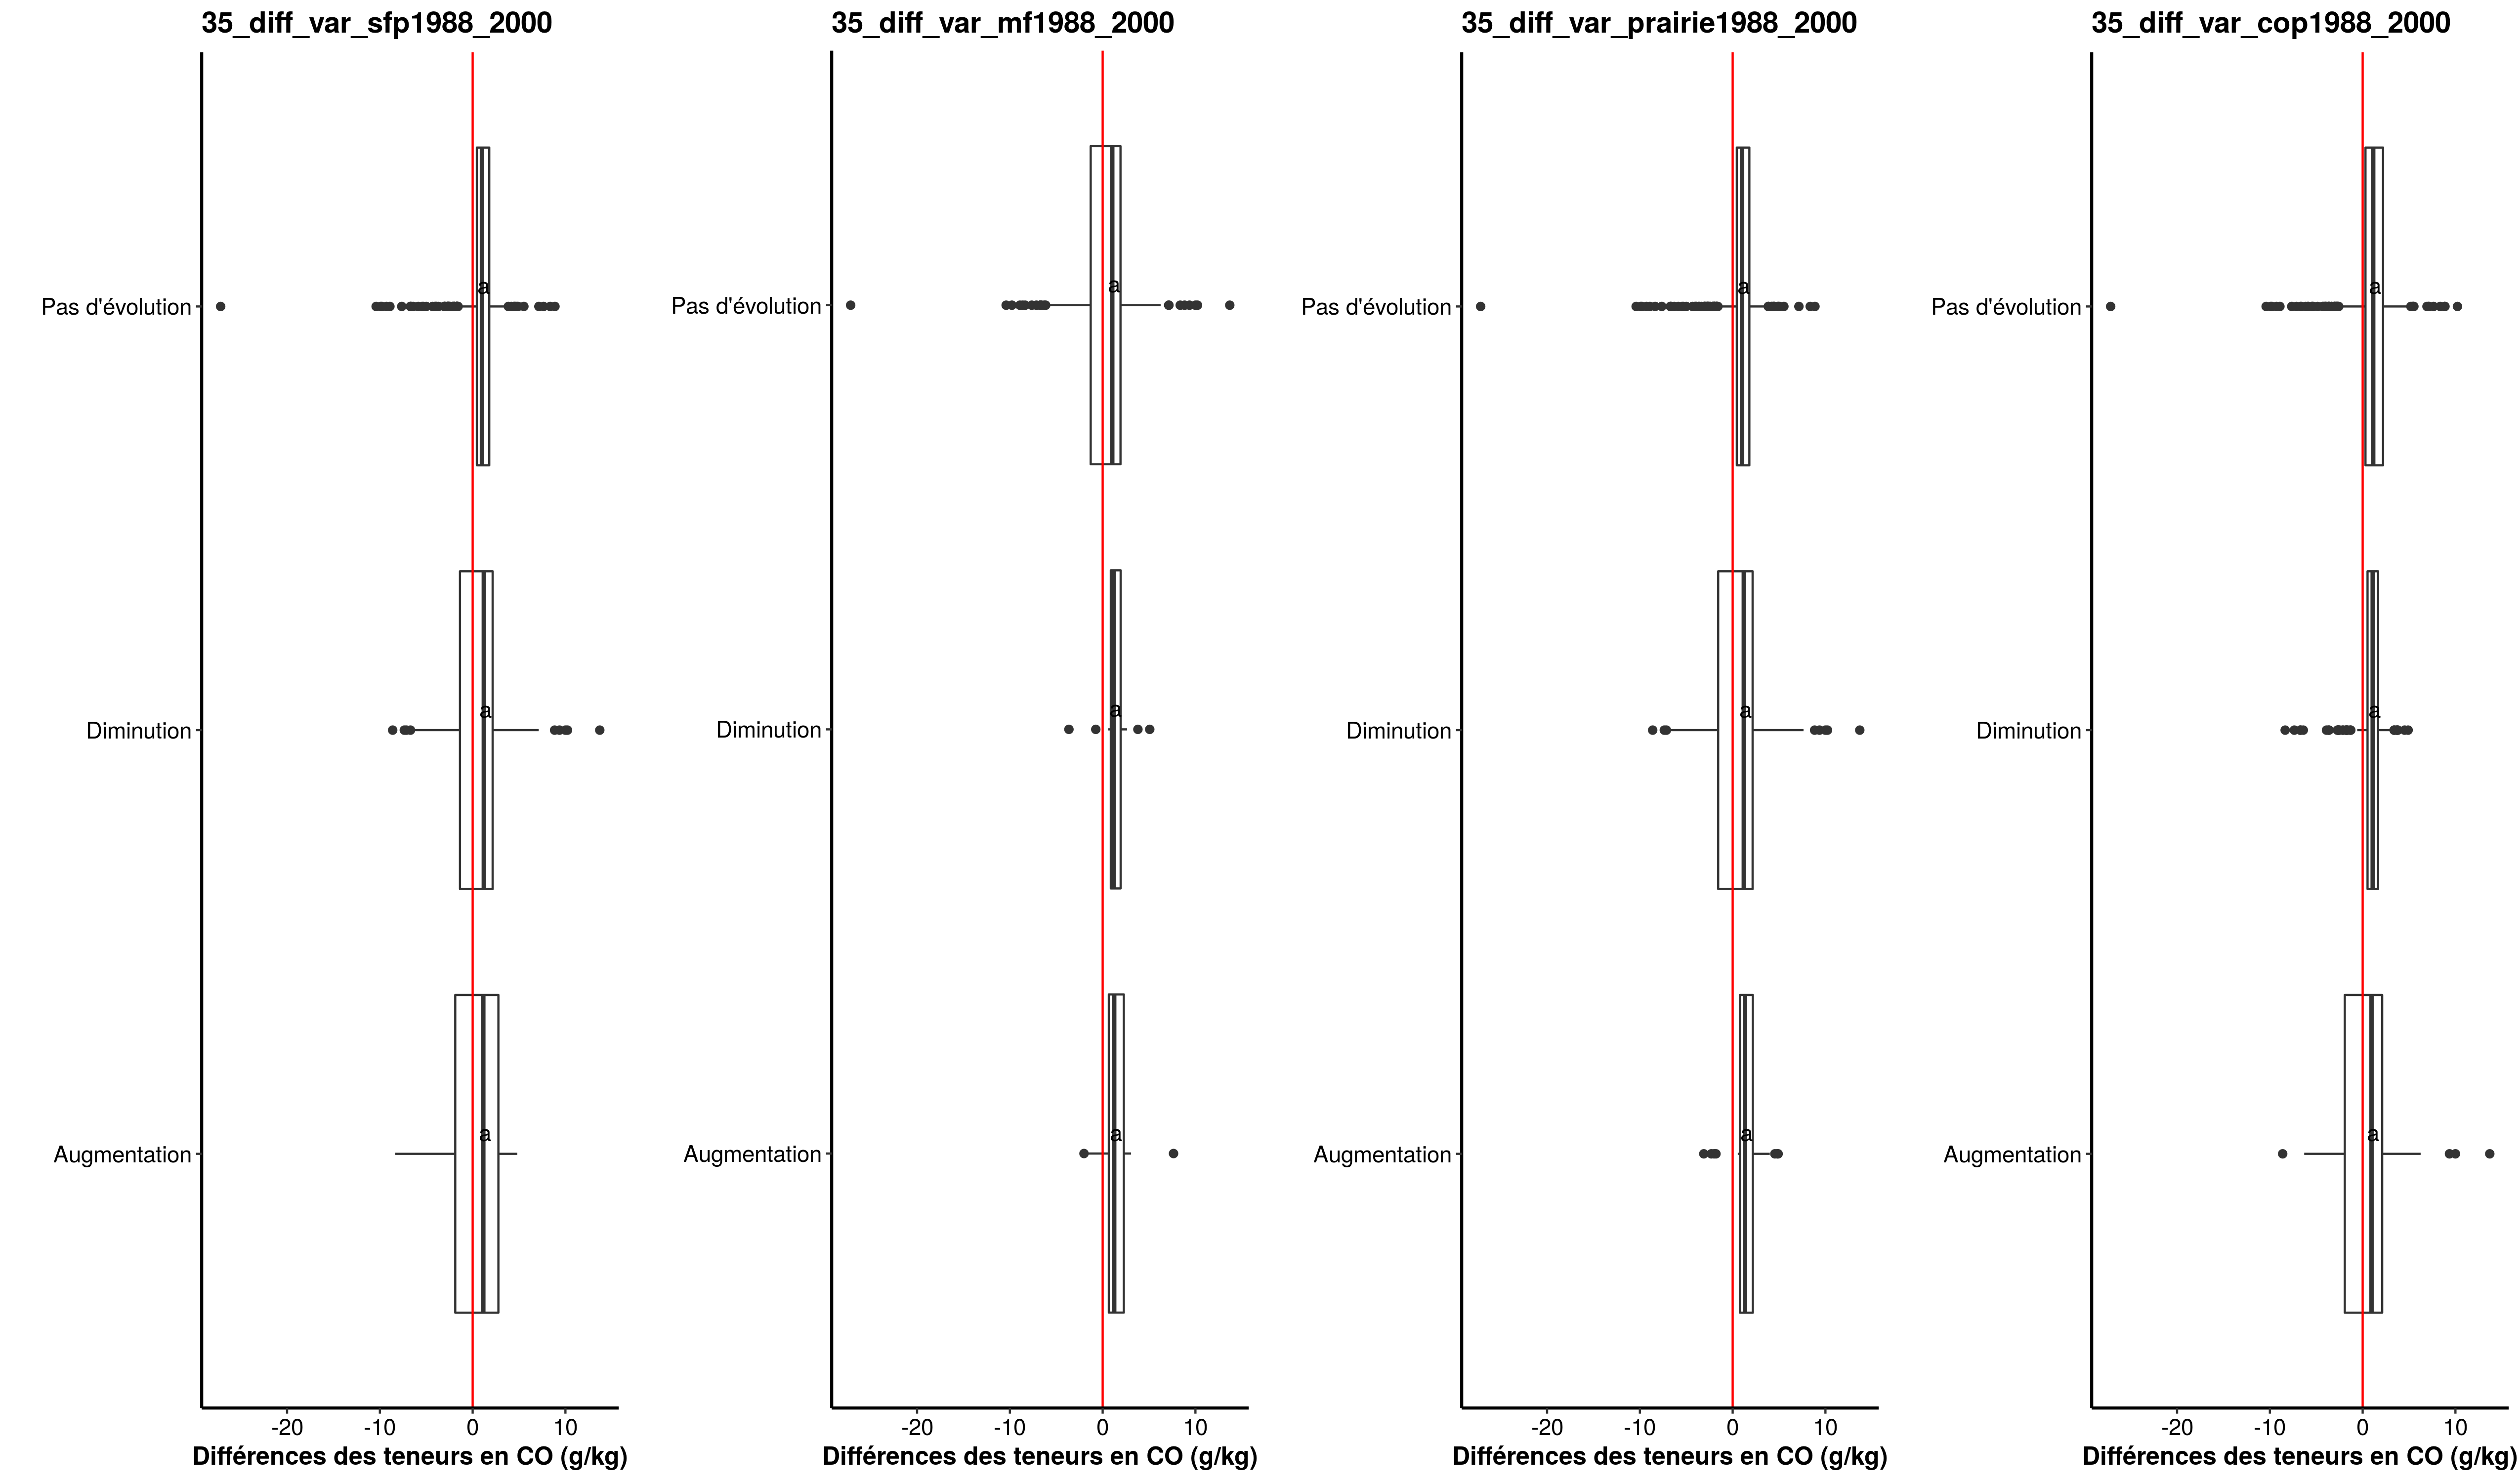 35_diff_var_sfp1988_2000
Pas d'évolution
a
Diminution
a
Augmentation
a
-20 -10 0 10
Différences des teneurs en CO (g/kg)
35_diff_var_mf1988_2000
Pas d'évolution
a
Diminution
a
Augmentation
a
-20 -10 0 10
Différences des teneurs en CO (g/kg)
35_diff_var_prairie1988_2000
Pas d'évolution
a
Diminution
a
Augmentation
a
-20 -10 0 10
Différences des teneurs en CO (g/kg)
35_diff_var_cop1988_2000
Pas d'évolution
a
Diminution
a
Augmentation
a
-20 -10 0 10
Différences des teneurs en CO (g/kg)